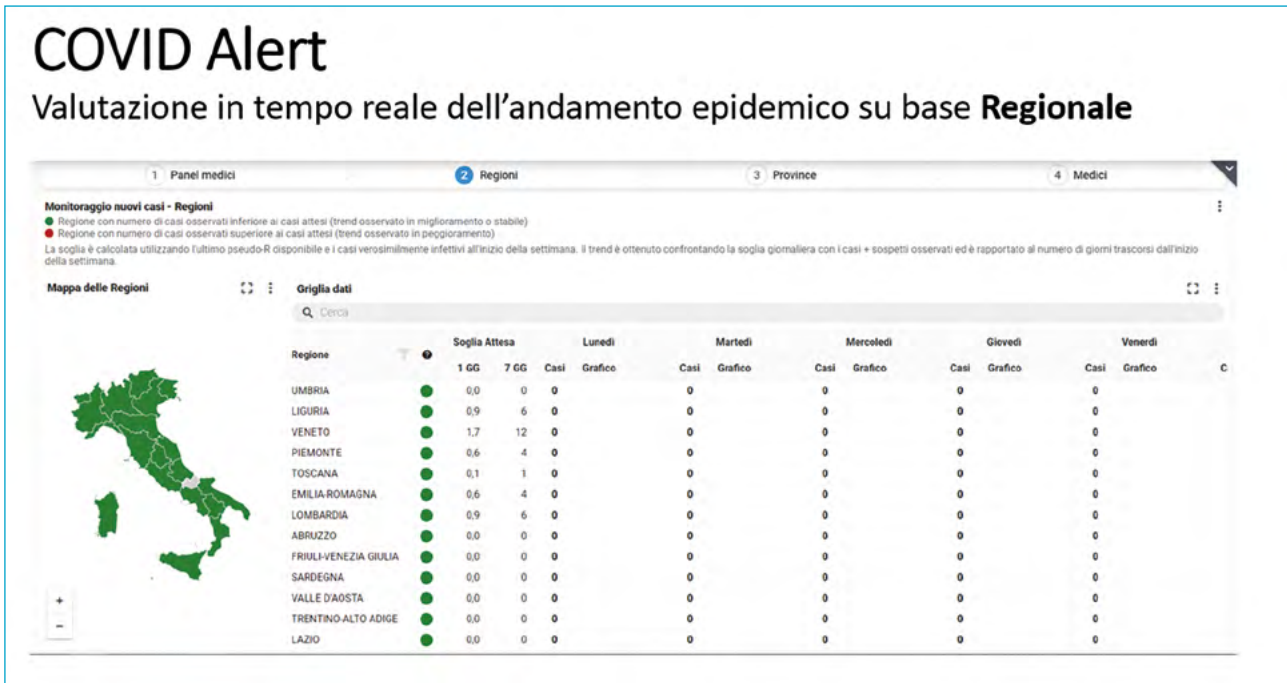 COVID Alert
Valutazione in tempo reale dell’andamento epidemico su base Regionale
1 Panel medici 2 Regioni 3 Province 4 Medici
Monitoraggio nuovi casi - Regioni
Regione con numero di casi osservati inferiore ai casi attesi (trend osservato in miglioramento o stabile)
Regione con numero di casi osservati superiore ai casi attesi (trend osservato in peggioramento)
La soglia è calcolata utilizzando l'ultimo pseudo-R disponibile e i casi verosimilmente infettivi all'inizio della settimana. Il trend è ottenuto confrontando la soglia giornaliera con i casi + sospetti osservati ed è rapportato al numero di giorni trascorsi dall'inizio
della settimana.
Mappa delle Regioni Griglia dati
Cerca
Regione Soglia Attesa Lunedì Martedì Mercoledì Giovedì Venerdì
1 GG 7 GG Casi Grafico Casi Grafico Casi Grafico Casi Grafico Casi Grafico C
UMBRIA 0,0 0 0 0 0 0 0
LIGURIA 0,9 6 0 0 0 0 0
VENETO 1,7 12 0 0 0 0 0
PIEMONTE 0,6 4 0 0 0 0 0
TOSCANA 0,1 1 0 0 0 0 0
EMILIA-ROMAGNA 0,6 4 0 0 0 0 0
LOMBARDIA 0,9 6 0 0 0 0 0
ABRUZZO 0,0 0 0 0 0 0 0
FRIULI-VENEZIA GIULIA 0,0 0 0 0 0 0 0
SARDEGNA 0,0 0 0 0 0 0 0
VALLE D'AOSTA 0,0 0 0 0 0 0 0
TRENTINO-ALTO ADIGE 0,0 0 0 0 0 0 0
LAZIO 0,0 0 0 0 0 0 0
+
−